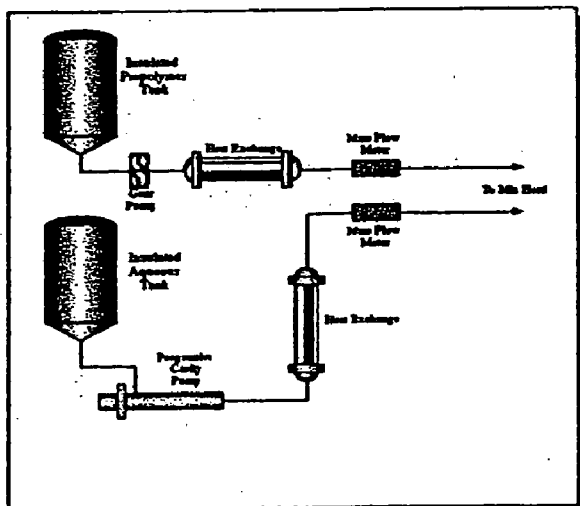 Insulated
Prepolymer
Tank
Heat Exchange
Mass Flow
Meter
Gear
Pump
To Mix Head
Mass Flow
Meter
Insulated
Aqueous
Tank
Heat Exchange
Progressive
Cavity
Pump